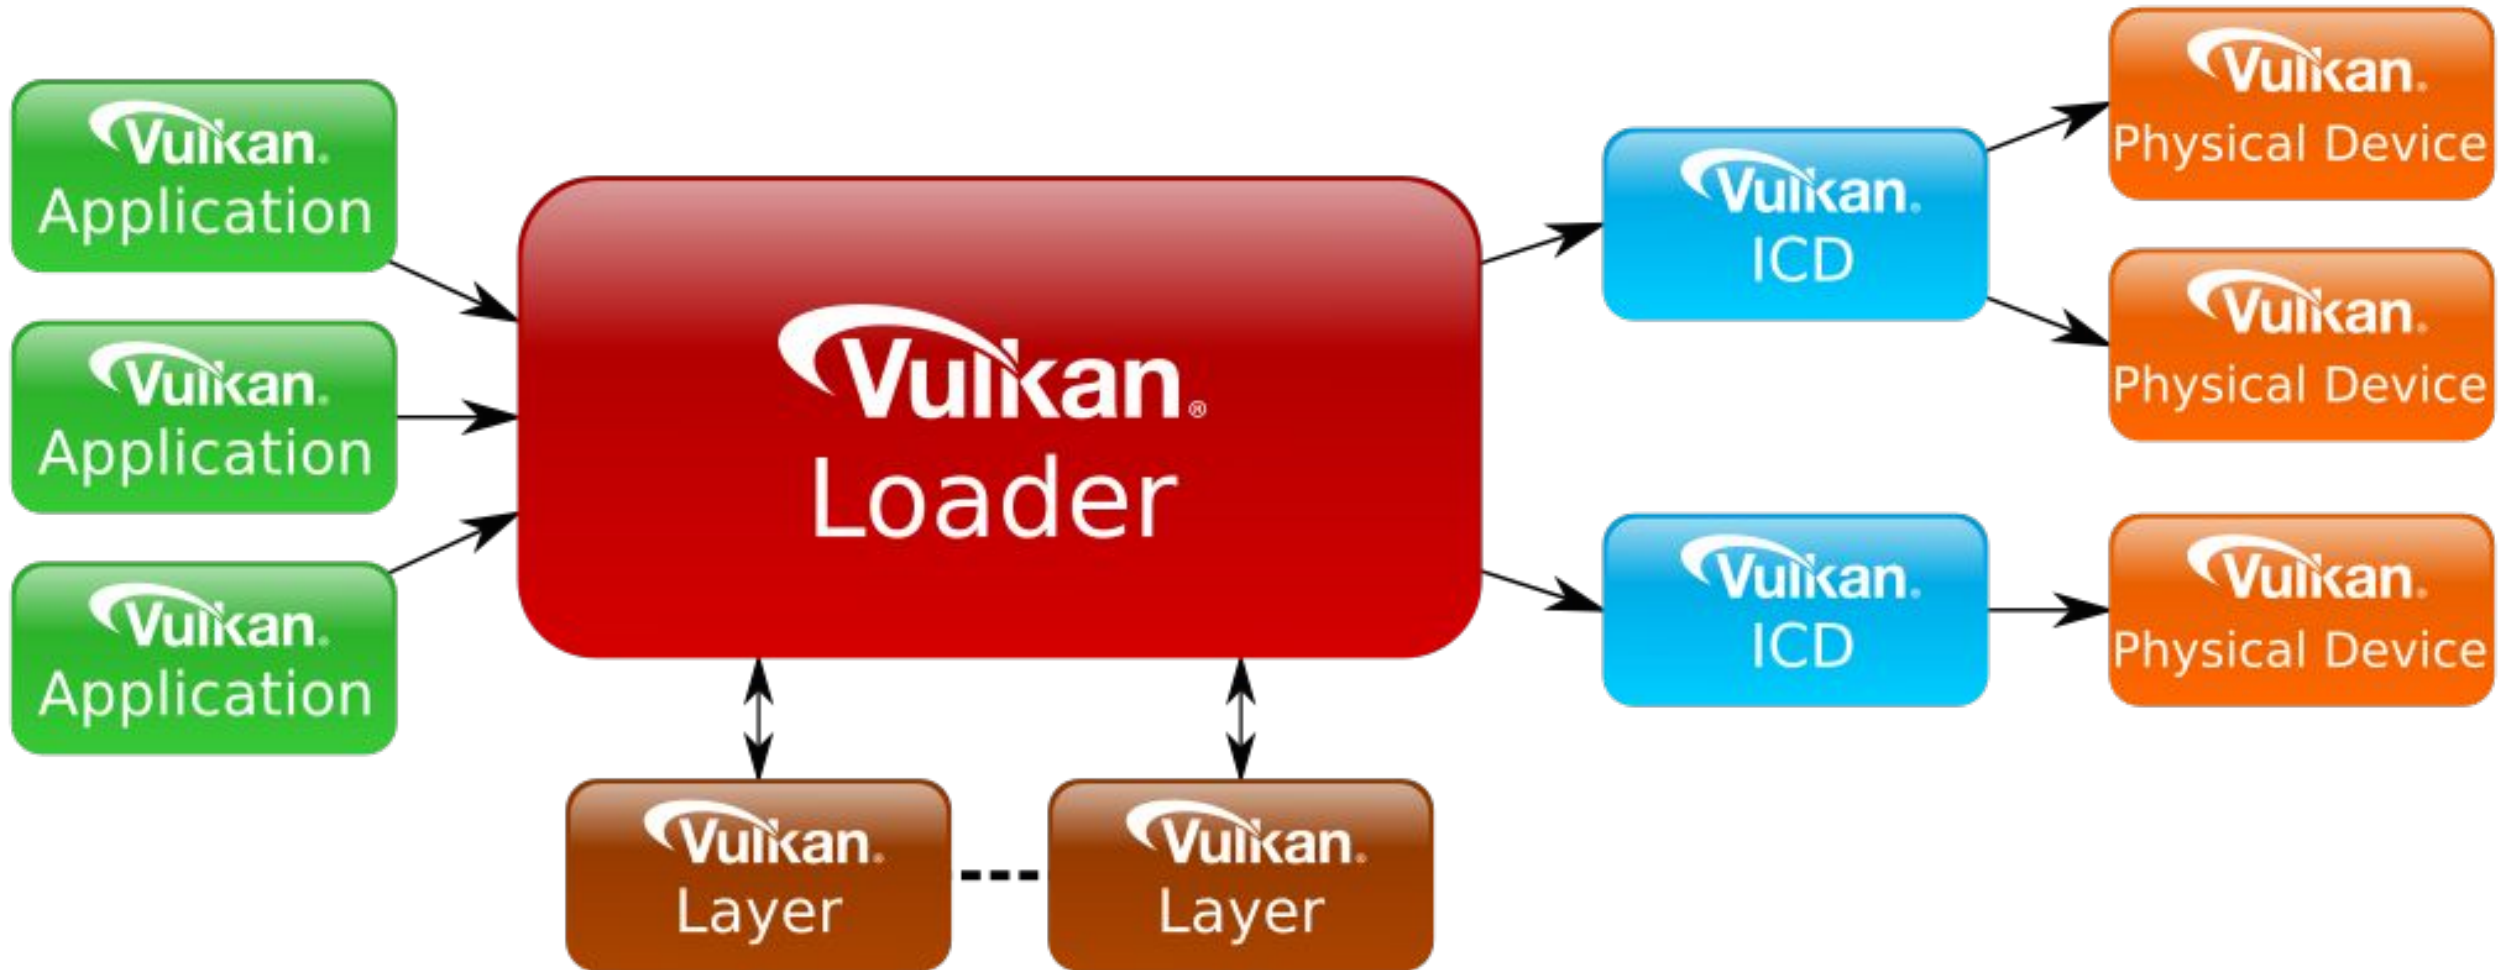 Vulkan®
Application
Vulkan®
Application
Vulkan®
Application
Vulkan®
Loader
Vulkan®
Layer
Vulkan®
Layer
Vulkan®
ICD
Vulkan®
ICD
Vulkan®
Physical Device
Vulkan®
Physical Device
Vulkan®
Physical Device